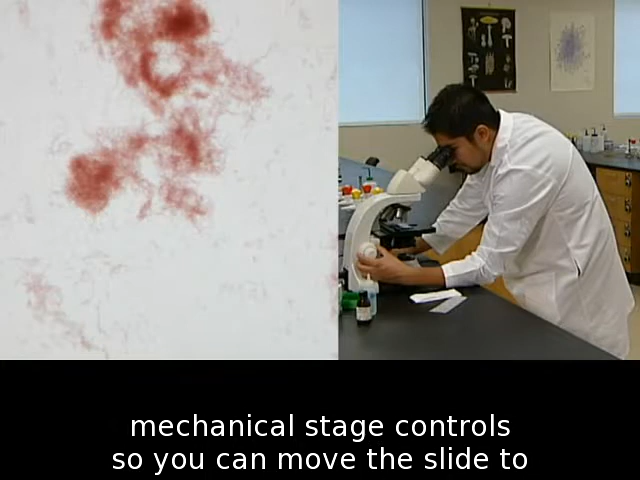 mechanical stage controls
so you can move the slide to